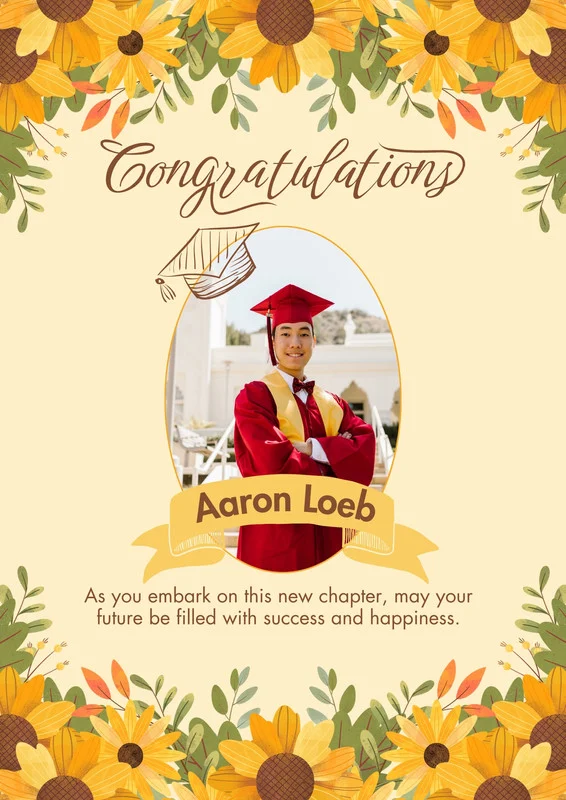 Congratulations
Aaron Loeb
As you embark on this new chapter, may your
future be filled with success and happiness.